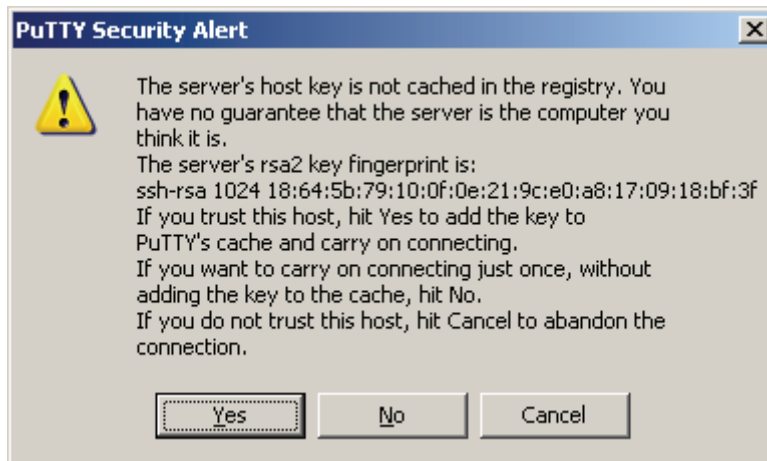 PuTTY Security Alert
The server's host key is not cached in the registry. You
have no guarantee that the server is the computer you
think it is.
The server's rsa2 key fingerprint is:
ssh-rsa 1024 18:64:5b:79:10:0f:0e:21:9c:e0:a8:17:09:18:bf:3f
If you trust this host, hit Yes to add the key to
PuTTY's cache and carry on connecting.
If you want to carry on connecting just once, without
adding the key to the cache, hit No.
If you do not trust this host, hit Cancel to abandon the
connection.
Yes No Cancel